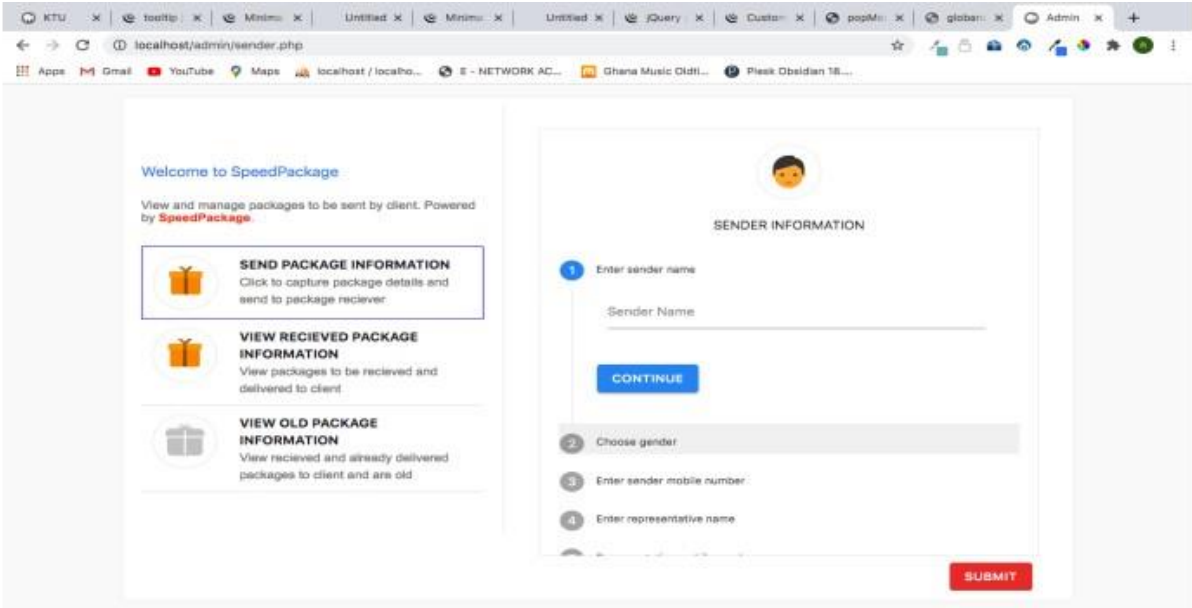 KTU
tooltip
Minimu
Untitled
Minimu
Untitled
jQuery
Custom
popMo
globarc
Admin
localhost/admin/sender.php
Apps Gmail YouTube Maps localhost / localho... E - NETWORK AC... Ghana Music Oldti... Plesk Obsidian 18....
Welcome to SpeedPackage
View and manage packages to be sent by client. Powered
by SpeedPackage.
SEND PACKAGE INFORMATION
Click to capture package details and
send to package reciever
VIEW RECIEVED PACKAGE
INFORMATION
View packages to be recieved and
delivered to client
VIEW OLD PACKAGE
INFORMATION
View recieved and already delivered
packages to client and are old
SENDER INFORMATION
1 Enter sender name
Sender Name
CONTINUE
2 Choose gender
3 Enter sender mobile number
4 Enter representative name
SUBMIT